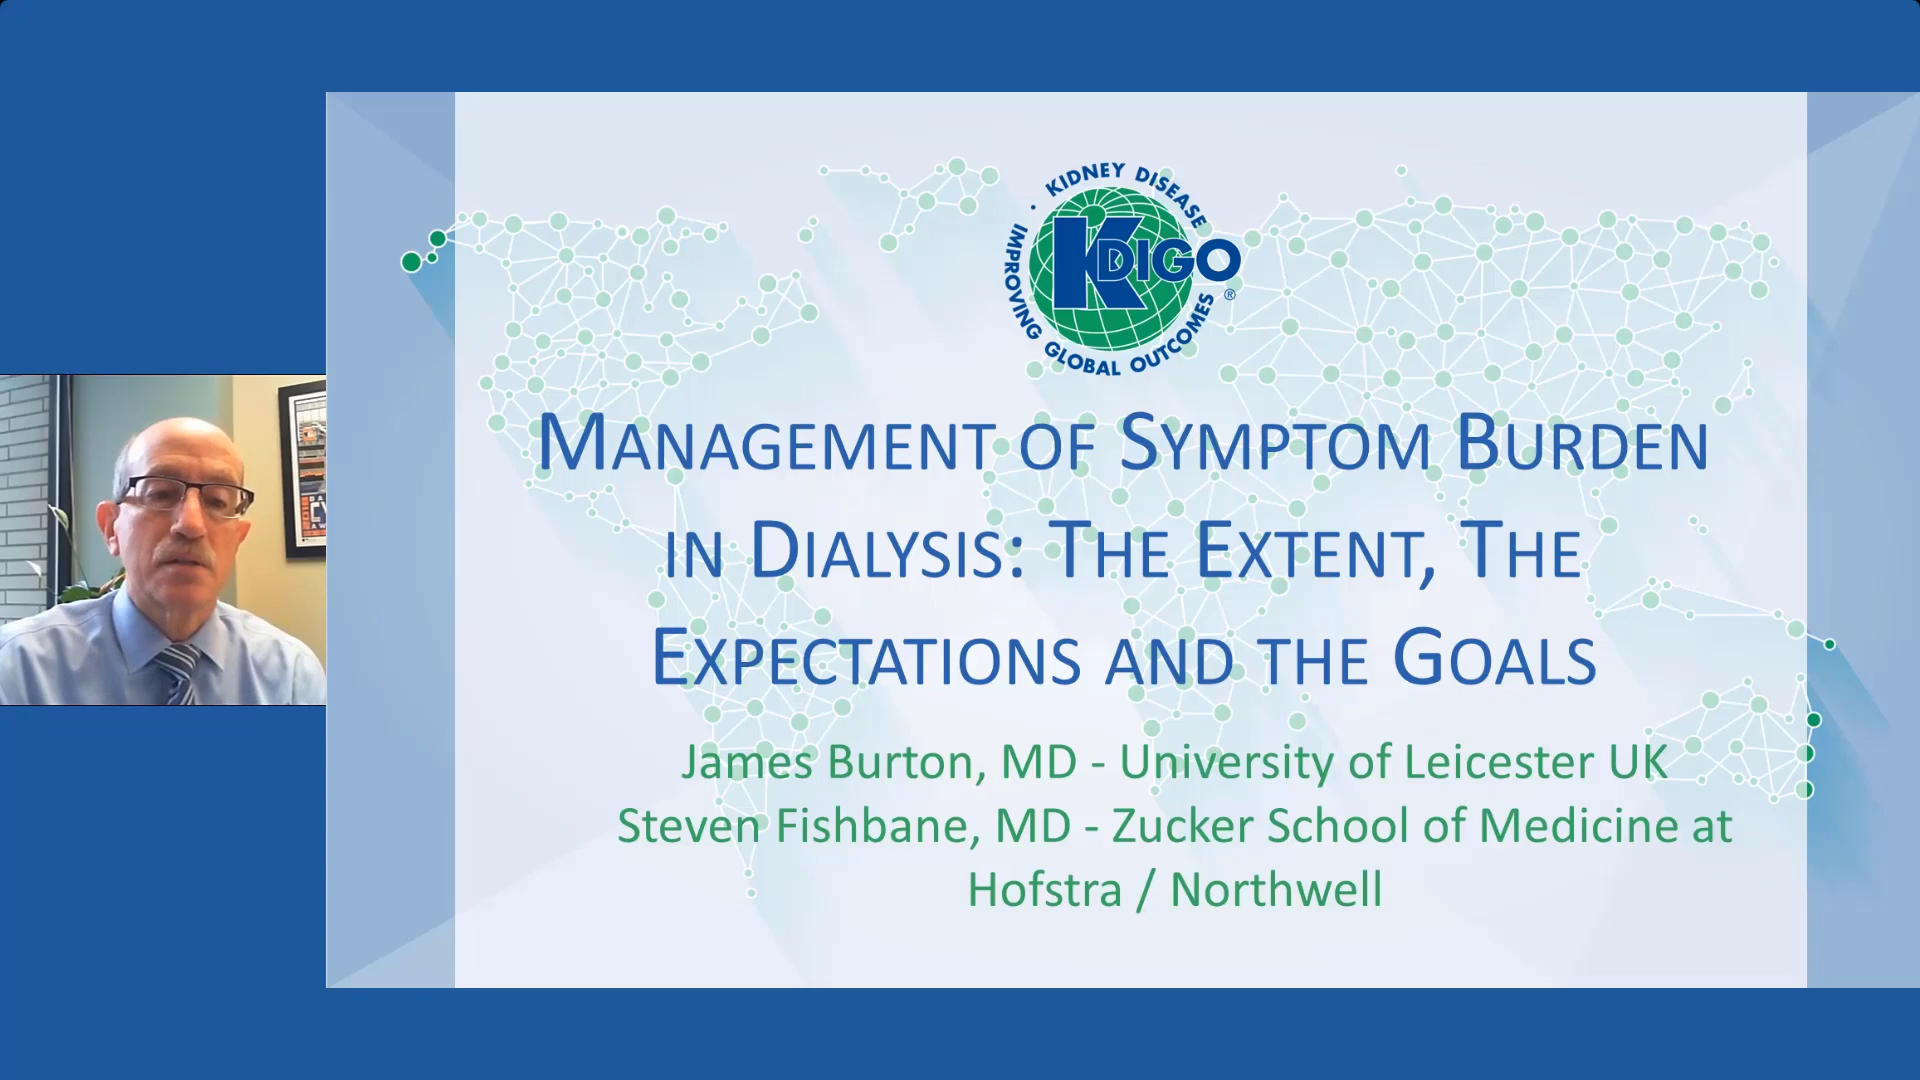 KIDNEY DISEASE
KDIGO
®
IMPROVING GLOBAL OUTCOMES
MANAGEMENT OF SYMPTOM BURDEN
IN DIALYSIS: THE EXTENT, THE
EXPECTATIONS AND THE GOALS
James Burton, MD - University of Leicester UK
Steven Fishbane, MD - Zucker School of Medicine at
Hofstra / Northwell